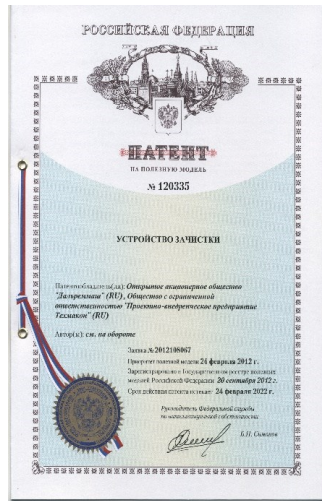 РОССИЙСКАЯ ФЕДЕРАЦИЯ
ПАТЕНТ
НА ПОЛЕЗНУЮ МОДЕЛЬ
№ 120335
УСТРОЙСТВО ЗАЧИСТКИ
Патентообладатель(ли): Открытое акционерное общество
(RU), Общество с ограниченной
ответственностью "Проектно-внедренческое предприятие
(RU)
Автор(ы): см. на обороте
Заявка № 2012106067
Приоритет полезной модели 24 февраля 2012 г.
Зарегистрировано в Государственном реестре полезных
моделей Российской Федерации 20 сентября 2012 г.
Срок действия патента истекает 24 февраля 2022 г.
Руководитель Федеральной службы
по интеллектуальной собственности
Б.П. Симонов